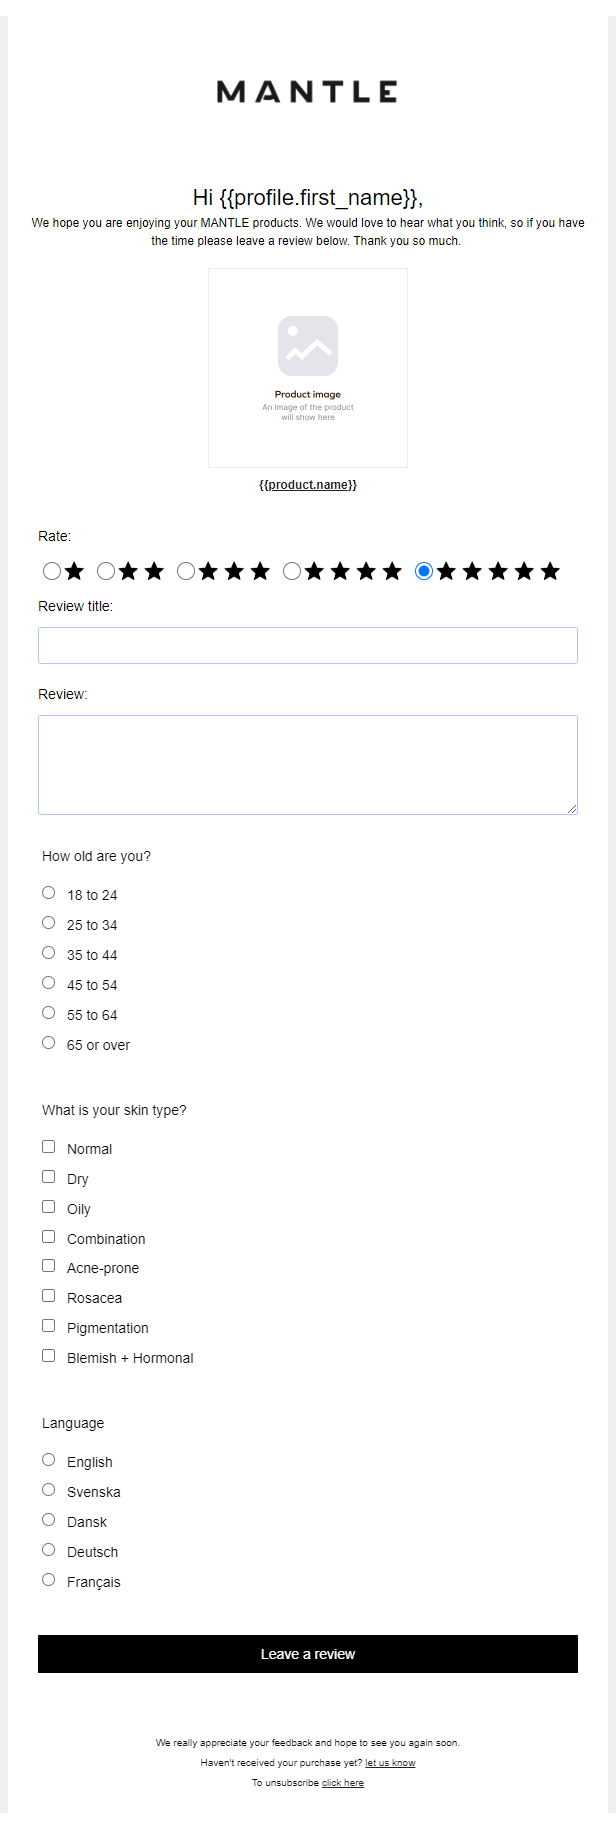 MANTLE
Hi {{profile.first_name}},
We hope you are enjoying your MANTLE products. We would love to hear what you think, so if you have
the time please leave a review below. Thank you so much.
Product image
An image of the product
will show here
{{product.name}}
Rate:
Review title:
Review:
How old are you?
18 to 24
25 to 34
35 to 44
45 to 54
55 to 64
65 or over
What is your skin type?
Normal
Dry
Oily
Combination
Acne-prone
Rosacea
Pigmentation
Blemish + Hormonal
Language
English
Svenska
Dansk
Deutsch
Français
Leave a review
We really appreciate your feedback and hope to see you again soon.
Haven't received your purchase yet? let us know
To unsubscribe click here